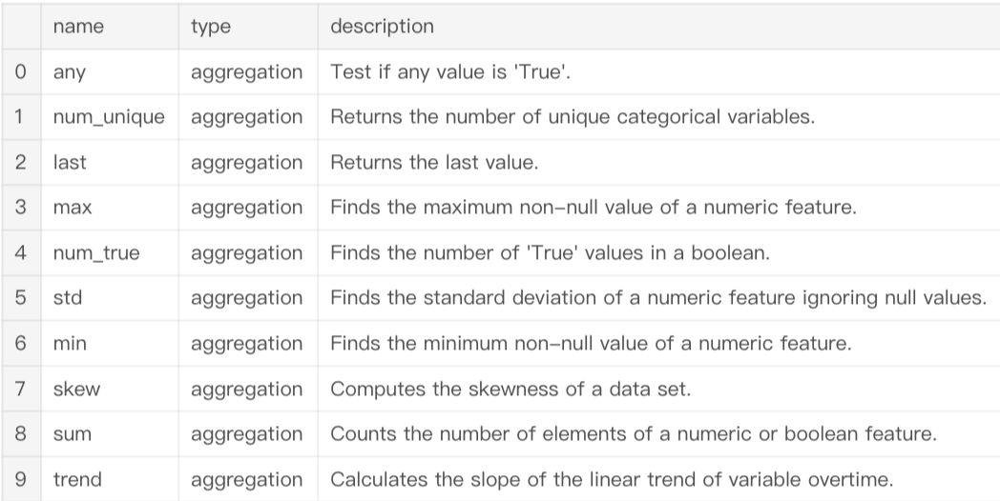 name type description
0 any aggregation Test if any value is 'True'.
1 num_unique aggregation Returns the number of unique categorical variables.
2 last aggregation Returns the last value.
3 max aggregation Finds the maximum non-null value of a numeric feature.
4 num_true aggregation Finds the number of 'True' values in a boolean.
5 std aggregation Finds the standard deviation of a numeric feature ignoring null values.
6 min aggregation Finds the minimum non-null value of a numeric feature.
7 skew aggregation Computes the skewness of a data set.
8 sum aggregation Counts the number of elements of a numeric or boolean feature.
9 trend aggregation Calculates the slope of the linear trend of variable overtime.